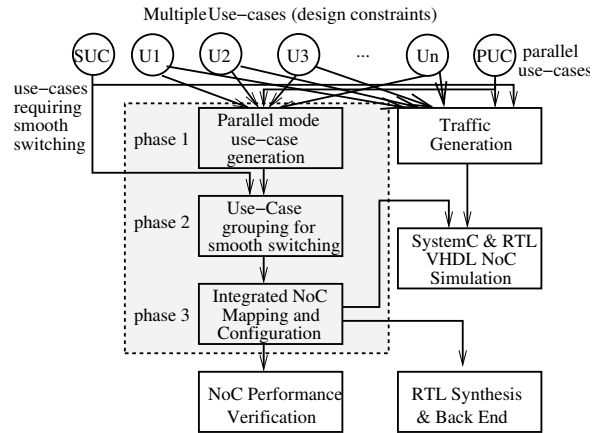 Multiple Use−cases (design constraints)
SUC U1 U2 U3 ... Un PUC
parallel
use−cases
use−cases
requiring
smooth
switching
phase 1
Parallel mode
use−case
generation
Traffic
Generation
phase 2
Use−Case
grouping for
smooth switching
SystemC & RTL
VHDL NoC
Simulation
phase 3
Integrated NoC
Mapping and
Configuration
NoC Performance
Verification
RTL Synthesis
& Back End